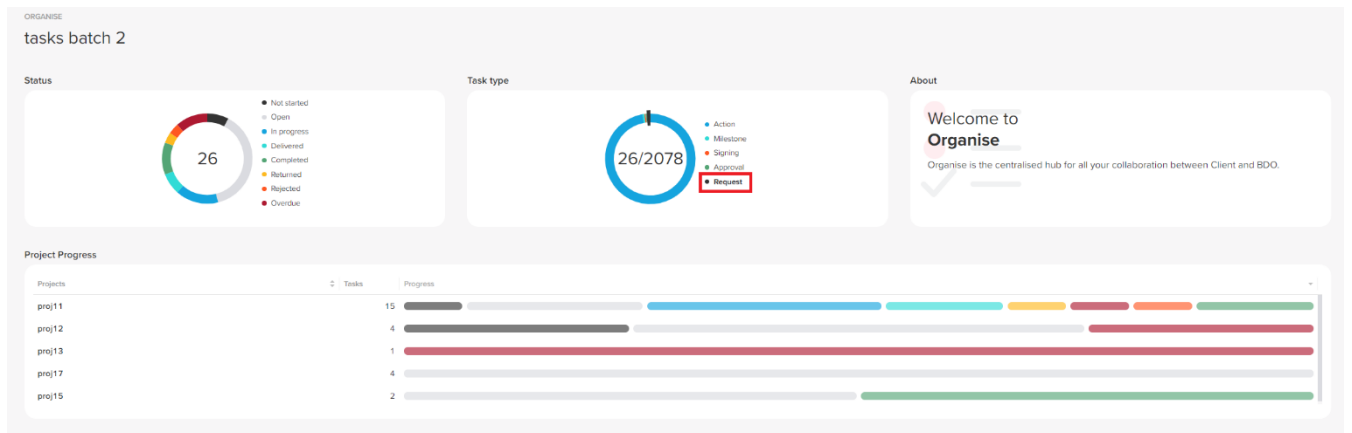 ORGANISE
tasks batch 2
Status
Task type
About
26
Not started
Open
In progress
Delivered
Completed
Returned
Rejected
Overdue
26/2078
Action
Milestone
Signing
Approval
Request
Welcome to
Organise
Organise is the centralised hub for all your collaboration between Client and BDO.
Project Progress
Projects Tasks Progress
proj11 15
proj12 4
proj13 1
proj17 4
proj15 2